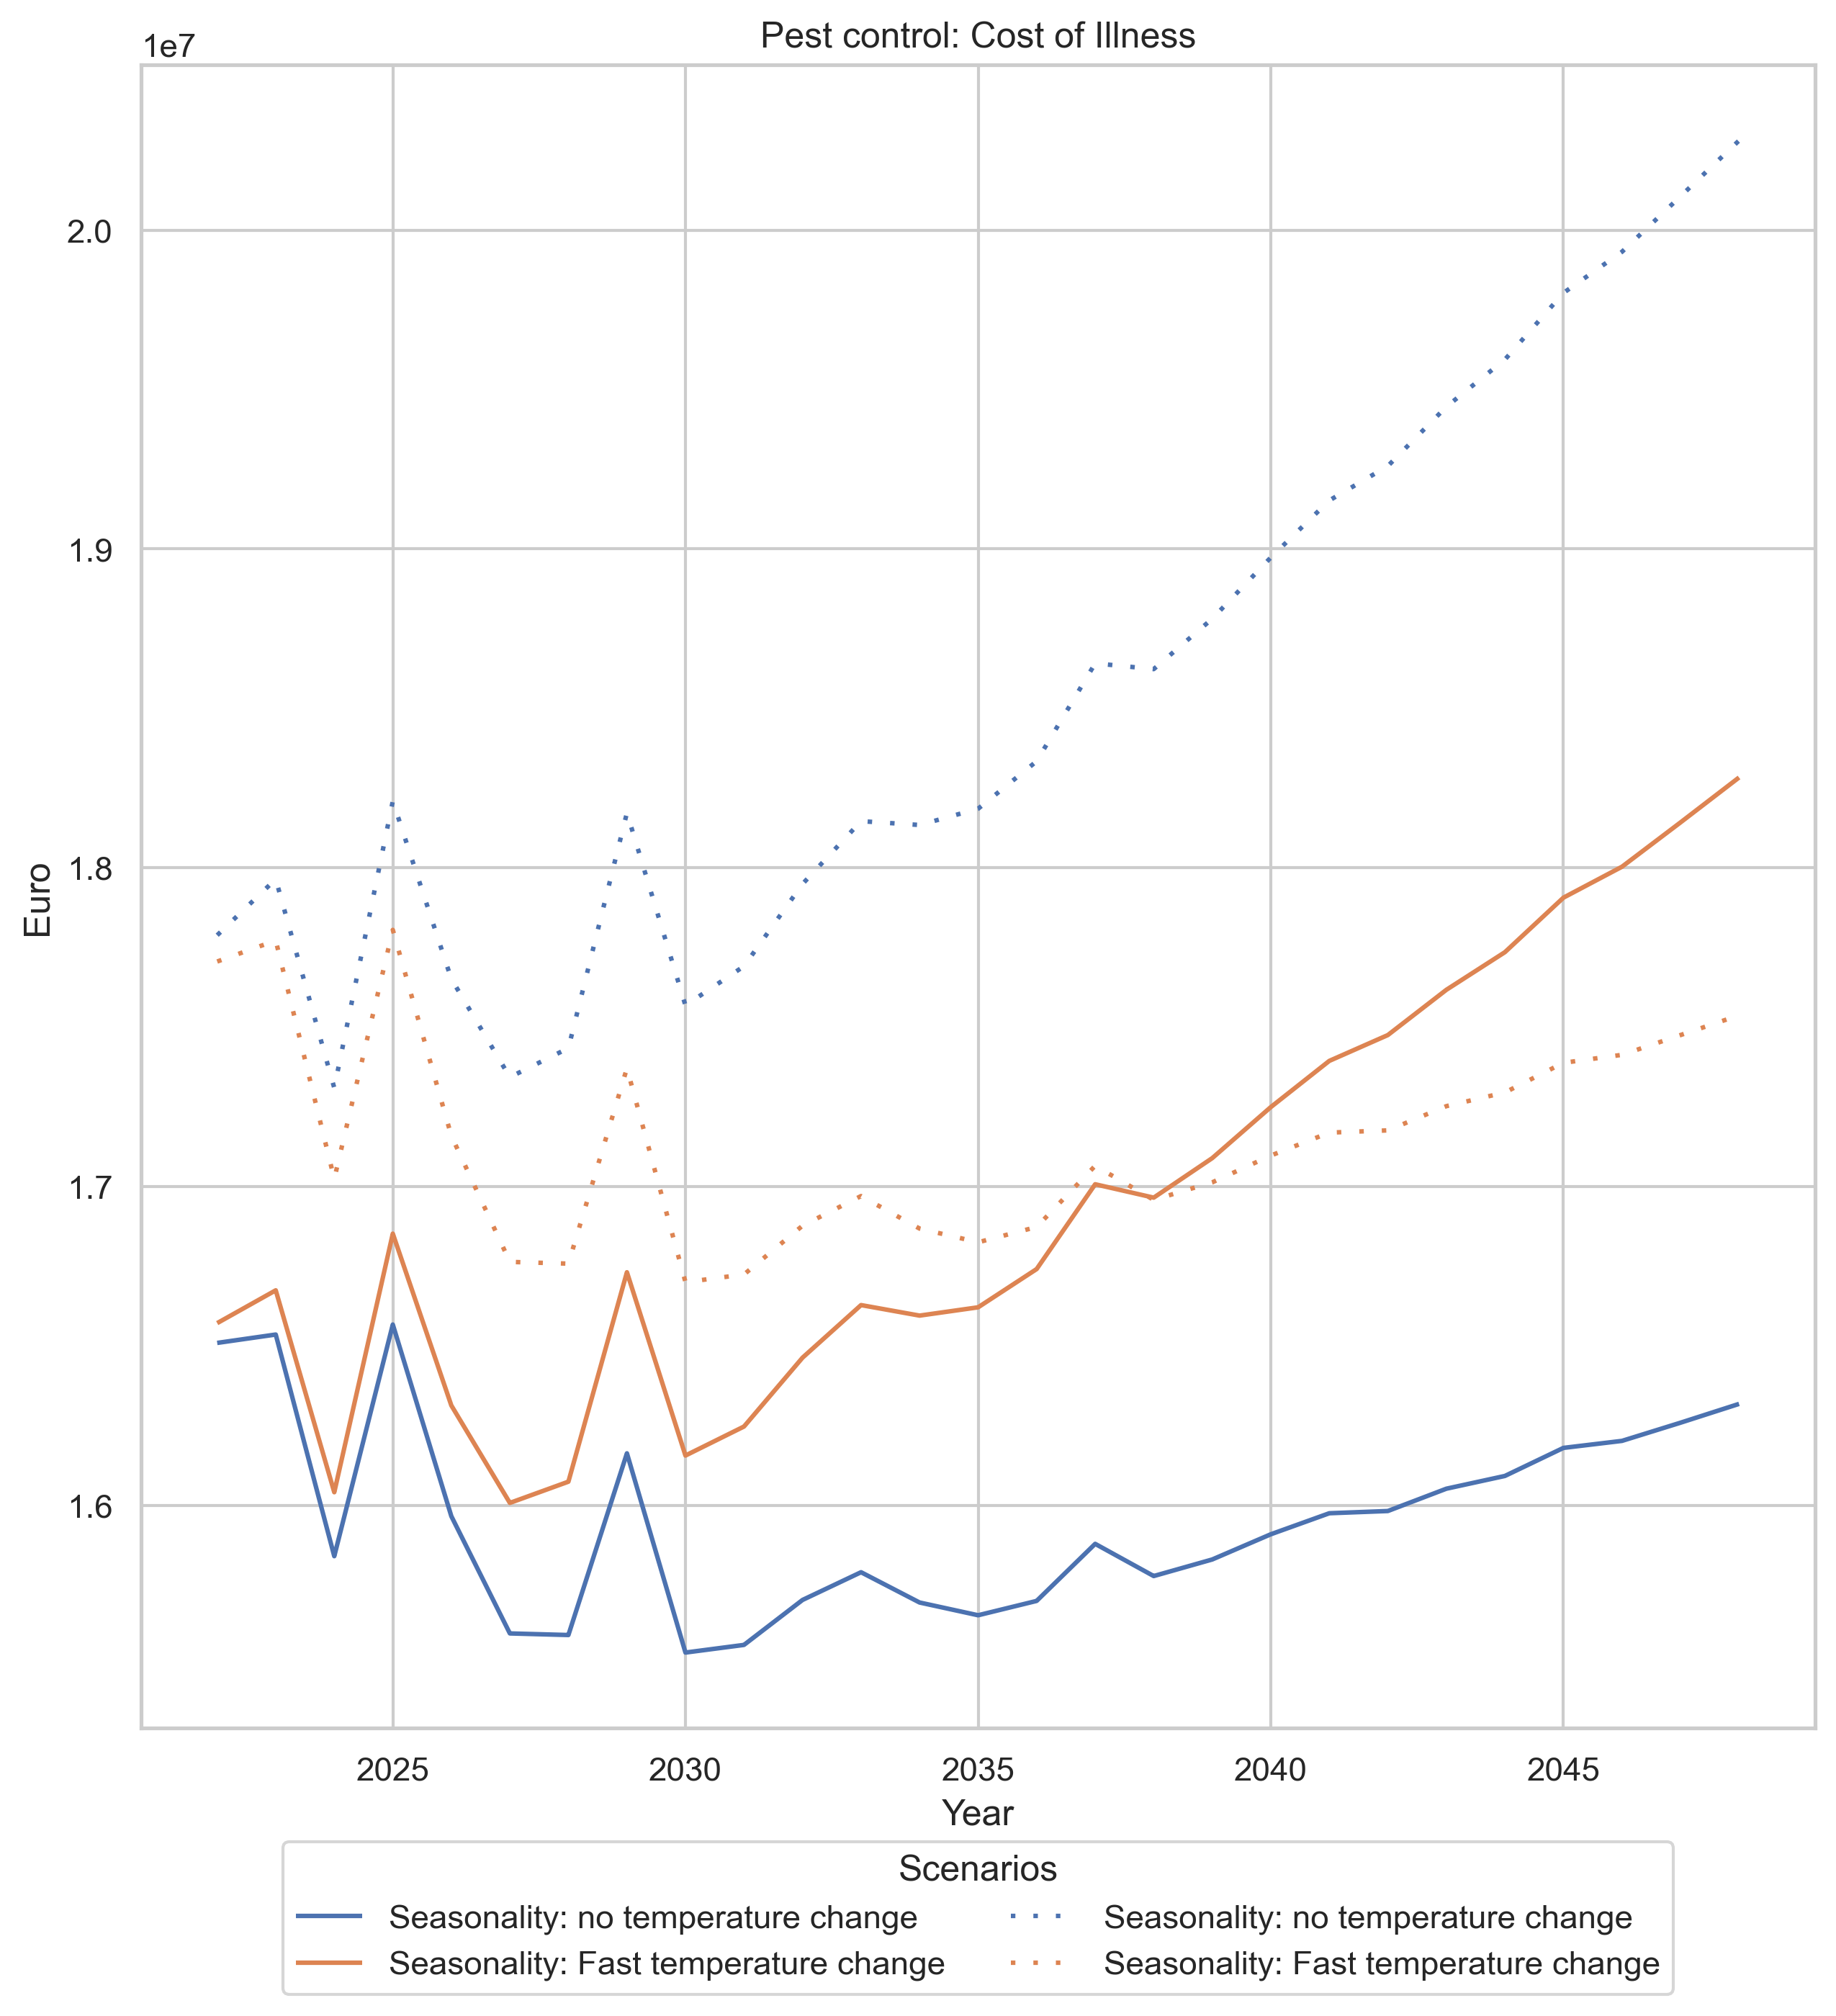 Pest control: Cost of Illness
1e7
2.0
1.9
1.8
1.7
1.6
Euro
2025 2030 2035 2040 2045
Year
Scenarios
Seasonality: no temperature change Seasonality: no temperature change
Seasonality: Fast temperature change Seasonality: Fast temperature change